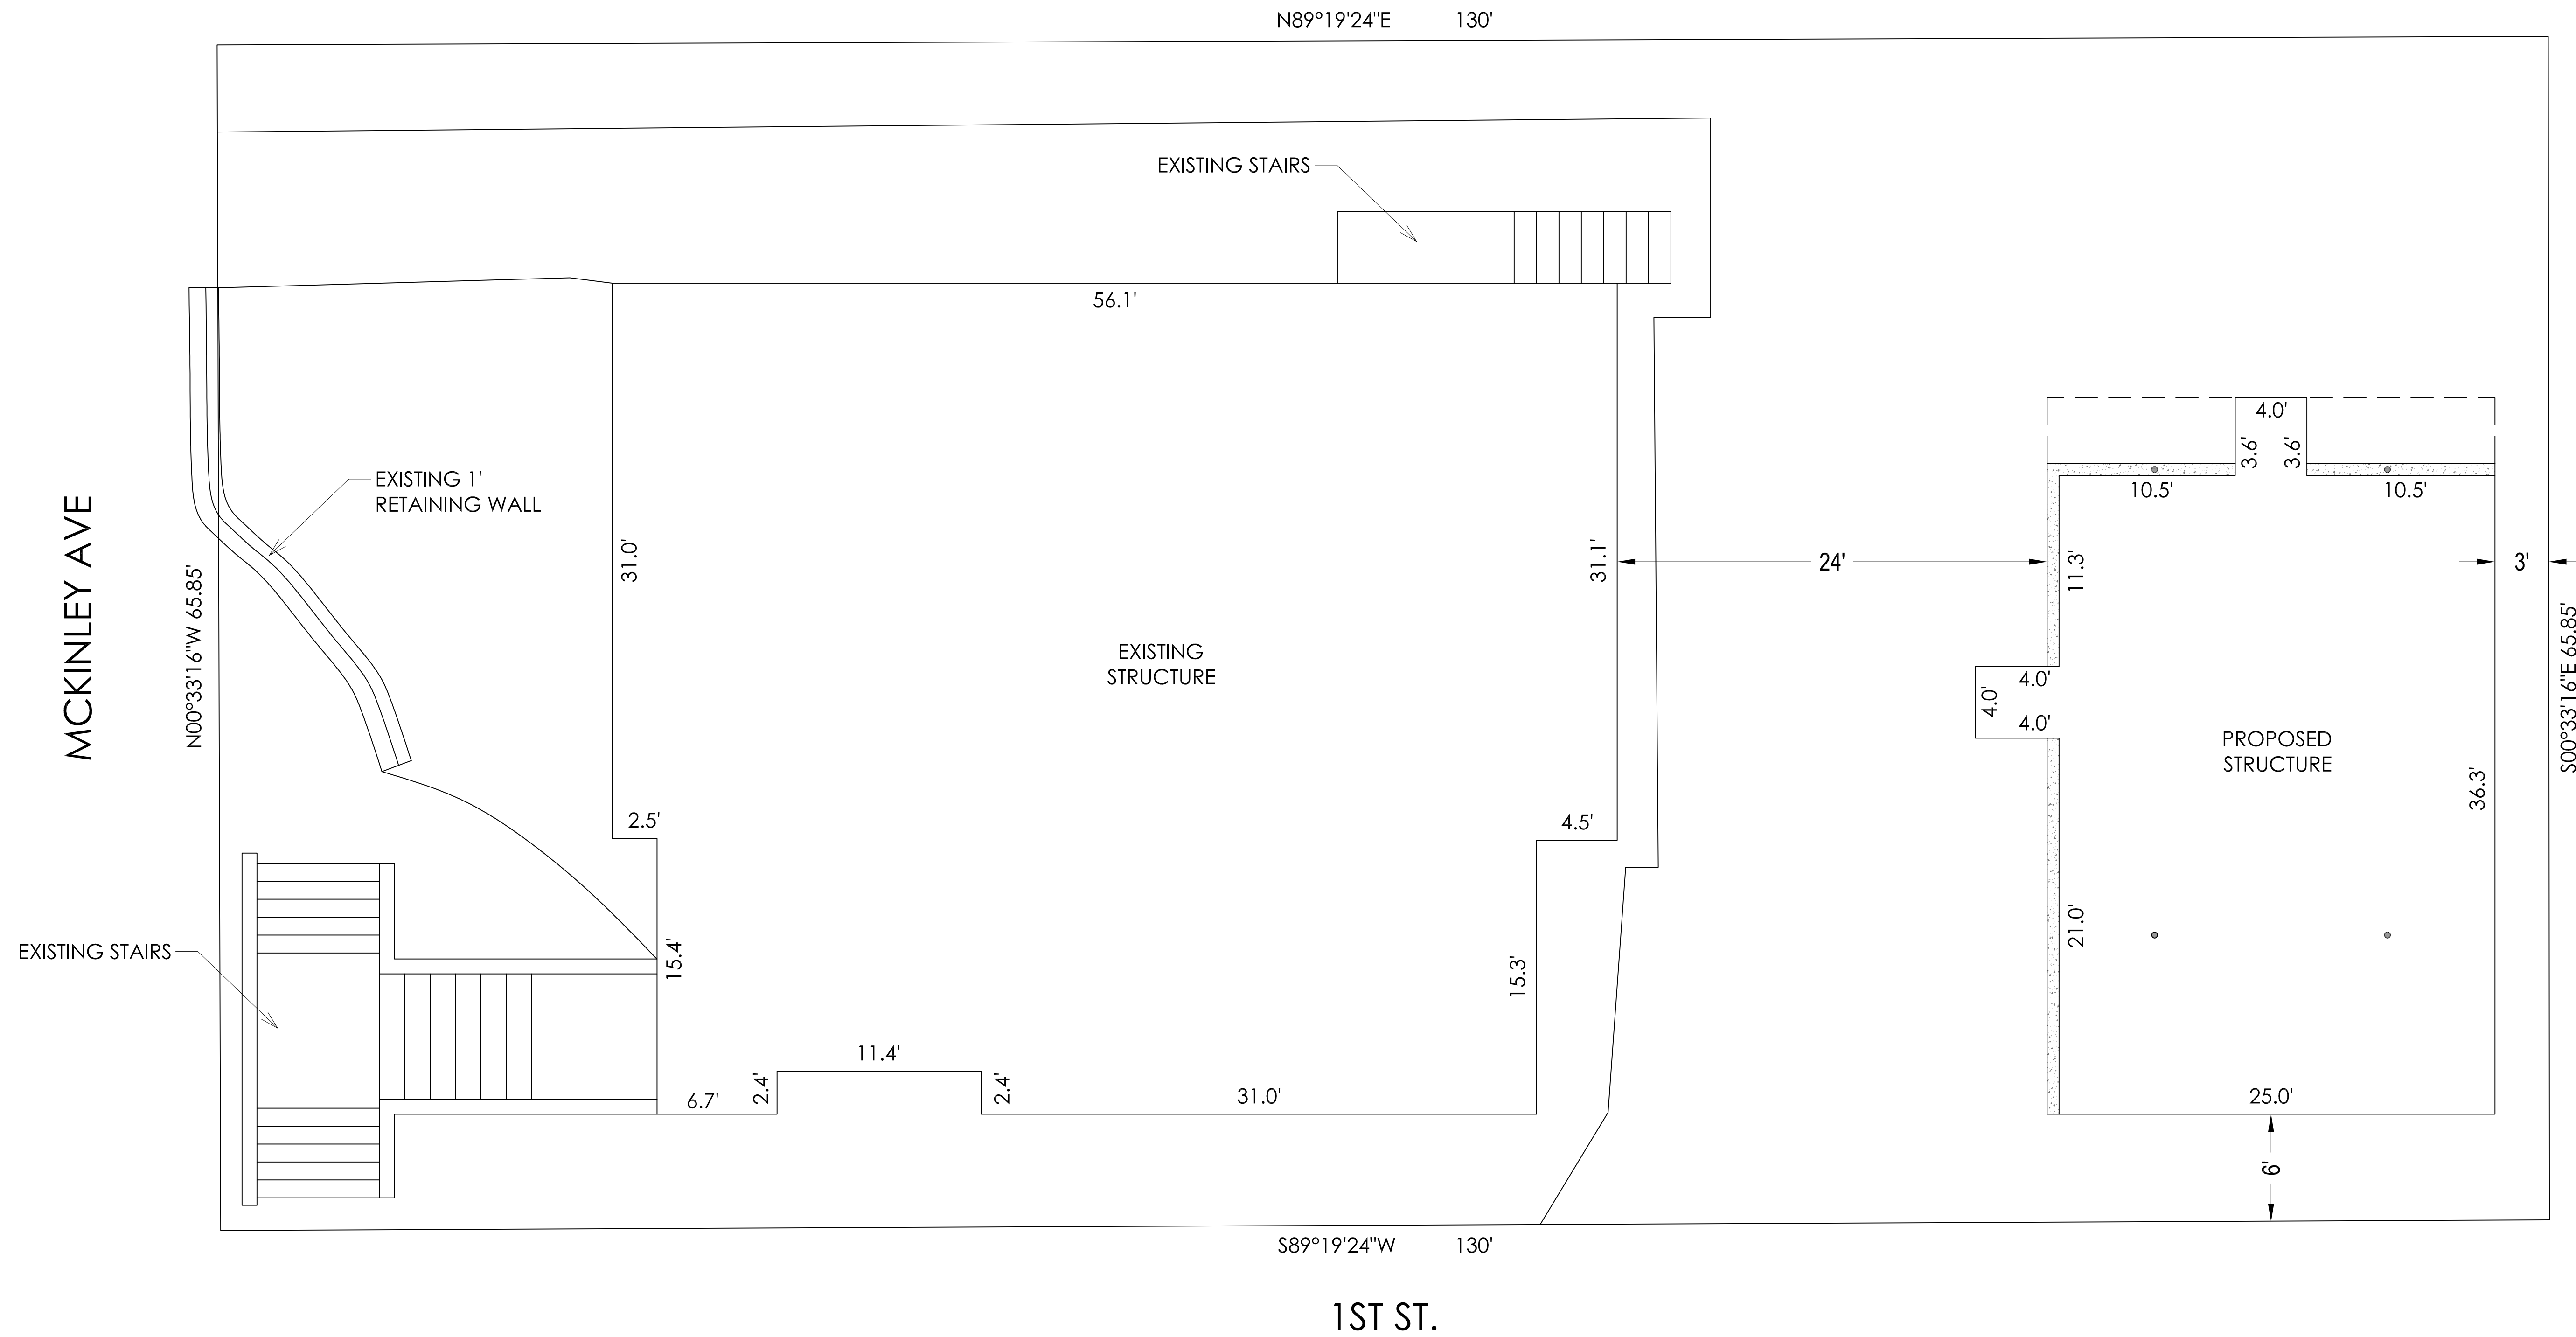 N89°19'24"E 130'
EXISTING STAIRS
56.1'
4.0'
3.6'
3.6'
10.5'
10.5'
EXISTING 1'
RETAINING WALL
MCKINLEY AVE
N00°33'16"W 65.85'
31.0'
31.1'
24'
11.3'
3'
S00°33'16"E 65.85'
EXISTING
STRUCTURE
4.0'
4.0'
4.0'
PROPOSED
STRUCTURE
36.3'
2.5'
4.5'
EXISTING STAIRS
15.4'
15.3'
21.0'
11.4'
2.4'
2.4'
6.7'
31.0'
25.0'
6'
S89°19'24"W 130'
1ST ST.